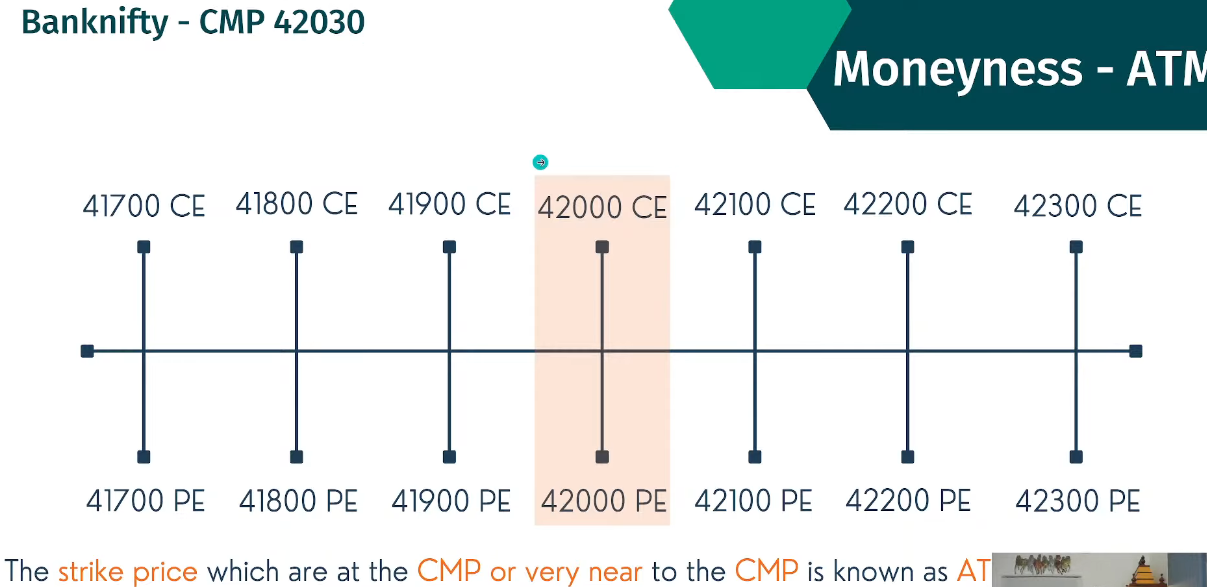 Banknifty - CMP 42030
Moneyness - ATM
41700 CE 41800 CE 41900 CE 42000 CE 42100 CE 42200 CE 42300 CE
41700 PE 41800 PE 41900 PE 42000 PE 42100 PE 42200 PE 42300 PE
The strike price which are at the CMP or very near to the CMP is known as AT